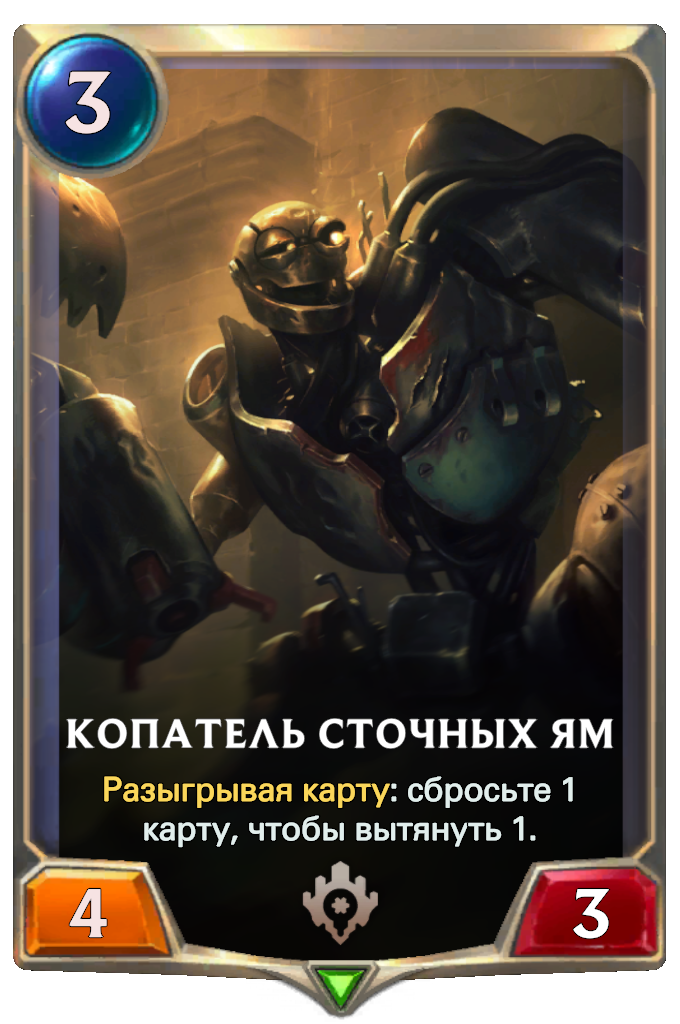 3
КОПАТЕЛЬ СТОЧНЫХ ЯМ
Разыгрывая карту: сбросьте 1
карту, чтобы вытянуть 1.
4
3